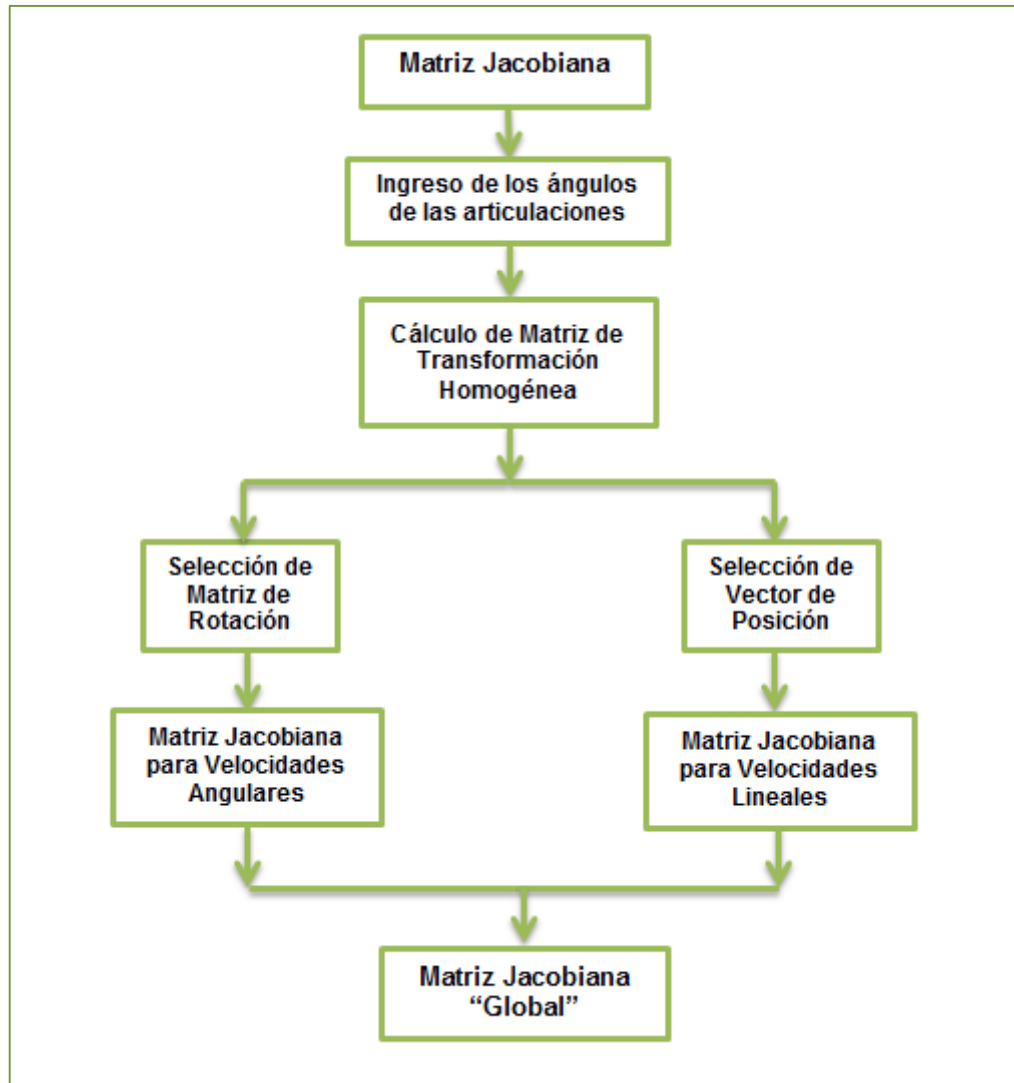 Matriz Jacobiana
Ingreso de los ángulos
de las articulaciones
Cálculo de Matriz de
Transformación
Homogénea
Selección de
Matriz de
Rotación
Selección de
Vector de
Posición
Matriz Jacobiana
para Velocidades
Angulares
Matriz Jacobiana
para Velocidades
Lineales
Matriz Jacobiana
“Global”